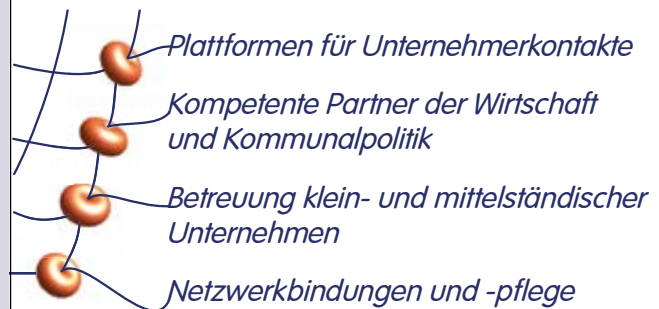 Plattformen für Unternehmerkontakte
Kompetente Partner der Wirtschaft
und Kommunalpolitik
Betreuung klein- und mittelständischer
Unternehmen
Netzwerkbindungen und -pflege